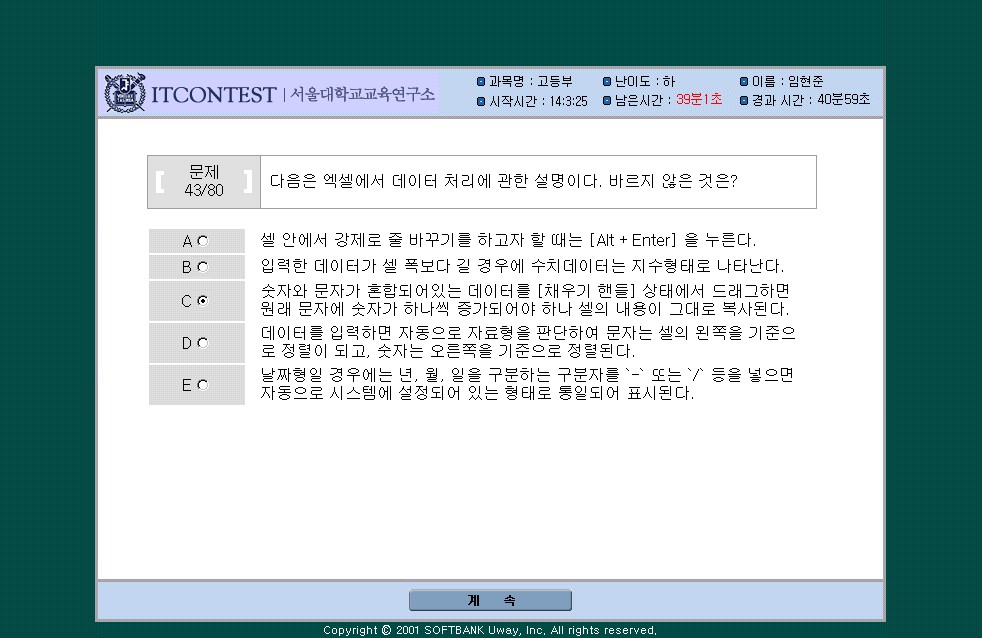 ITCONTEST | 서울대학교교육연구소
과목명 : 고등부 난이도 : 하 이름 : 임현준
시작시간 : 14:3:25 남은시간 : 39분1초 경과 시간 : 40분59초
[ 문제 43/80 ] 다음은 엑셀에서 데이터 처리에 관한 설명이다. 바르지 않은 것은?
A 셀 안에서 강제로 줄 바꾸기를 하고자 할 때는 [Alt + Enter] 을 누른다.
B 입력한 데이터가 셀 폭보다 길 경우에 수치데이터는 지수형태로 나타난다.
C 숫자와 문자가 혼합되어있는 데이터를 [채우기 핸들] 상태에서 드래그하면
원래 문자에 숫자가 하나씩 증가되어야 하나 셀의 내용이 그대로 복사된다.
D 데이터를 입력하면 자동으로 자료형을 판단하여 문자는 셀의 왼쪽을 기준으
로 정렬이 되고, 숫자는 오른쪽을 기준으로 정렬된다.
E 날짜형일 경우에는 년, 월, 일을 구분하는 구분자를 `-` 또는 `/` 등을 넣으면
자동으로 시스템에 설정되어 있는 형태로 통일되어 표시된다.
계 속
Copyright © 2001 SOFTBANK Uway, Inc. All rights reserved.